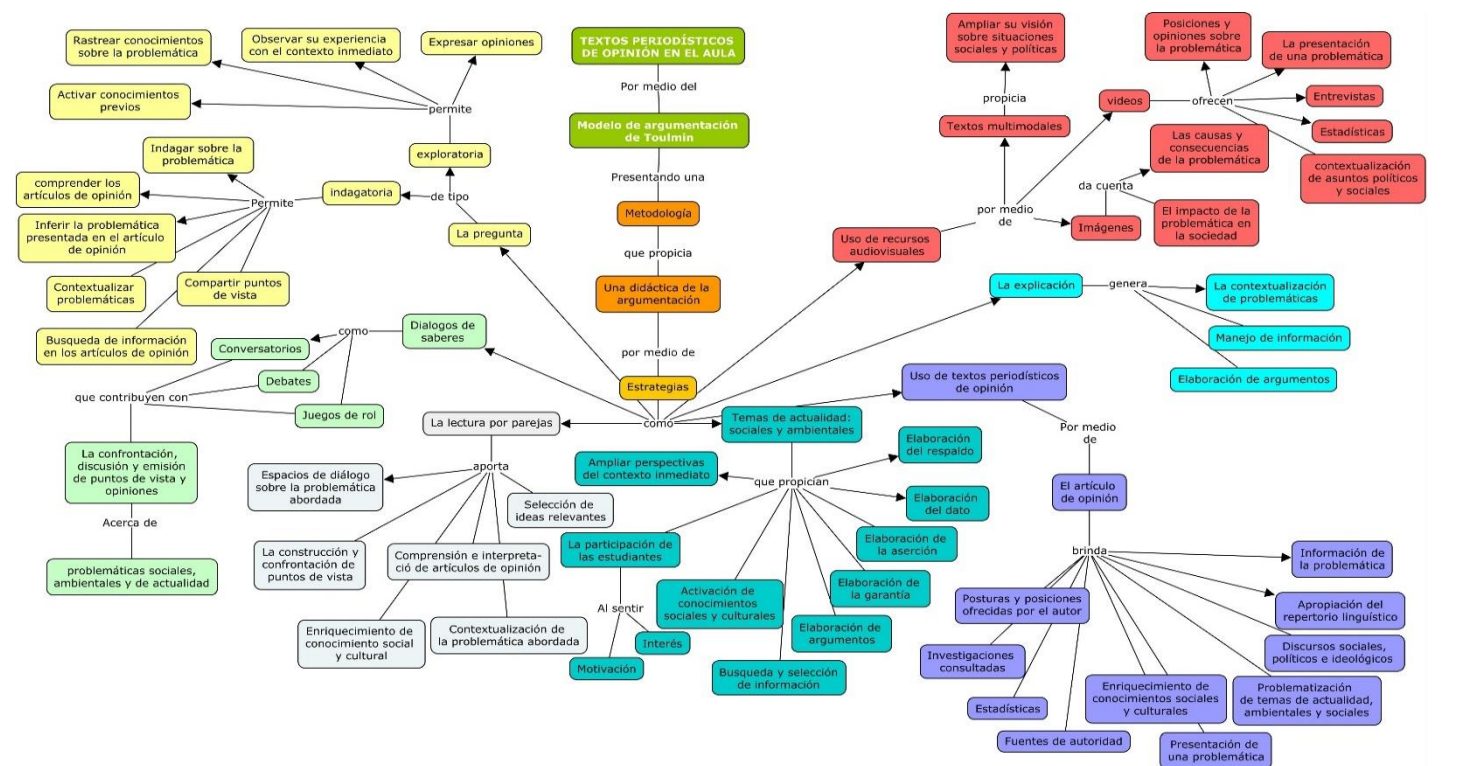 TEXTOS PERIODÍSTICOS
DE OPINIÓN EN EL AULA
Por medio del
Modelo de argumentación
de Toulmin
Presentando una
Metodología
que propicia
Una didáctica de la
argumentación
por medio de
Estrategias
como
La pregunta
de tipo
exploratoria
permite
Rastrear conocimientos
sobre la problemática
Observar su experiencia
con el contexto inmediato
Expresar opiniones
Activar conocimientos
previos
indagatoria
Permite
Indagar sobre la
problemática
comprender los
artículos de opinión
Inferir la problemática
presentada en el artículo
de opinión
Contextualizar
problemáticas
Compartir puntos
de vista
Busqueda de información
en los artículos de opinión
Dialogos de
saberes
como
Conversatorios
Debates
Juegos de rol
que contribuyen con
La confrontación,
discusión y emisión
de puntos de vista y
opiniones
Acerca de
problemáticas sociales,
ambientales y de actualidad
La lectura por parejas
aporta
Espacios de diálogo
sobre la problemática
abordada
Selección de
ideas relevantes
La construcción y
confrontación de
puntos de vista
Comprensión e interpreta-
ció de artículos de opinión
Enriquecimiento de
conocimiento social
y cultural
Contextualización de
la problemática abordada
Temas de actualidad:
sociales y ambientales
que propician
Ampliar perspectivas
del contexto inmediato
Elaboración
del respaldo
Elaboración
del dato
Elaboración de
la aserción
Elaboración de
la garantía
Elaboración de
argumentos
Busqueda y selección
de información
Activación de
conocimientos
sociales y culturales
La participación de
las estudiantes
Al sentir
Interés
Motivación
Uso de textos periodísticos
de opinión
Por medio
de
El artículo
de opinión
brinda
Información de
la problemática
Apropiación del
repertorio linguístico
Discursos sociales,
políticos e ideológicos
Problematización
de temas de actualidad,
ambientales y sociales
Presentación de
una problemática
Enriquecimiento de
conocimientos sociales
y culturales
Fuentes de autoridad
Estadísticas
Investigaciones
consultadas
Posturas y posiciones
ofrecidas por el autor
La explicación
genera
La contextualización
de problemáticas
Manejo de información
Elaboración de argumentos
Uso de recursos
audiovisuales
por medio
de
Textos multimodales
propicia
Ampliar su visión
sobre situaciones
sociales y políticas
videos
ofrecen
Posiciones y
opiniones sobre
la problemática
La presentación
de una problemática
Entrevistas
Estadísticas
contextualización
de asuntos políticos
y sociales
Imágenes
da cuenta
Las causas y
consecuencias
de la problemática
El impacto de la
problemática en
la sociedad